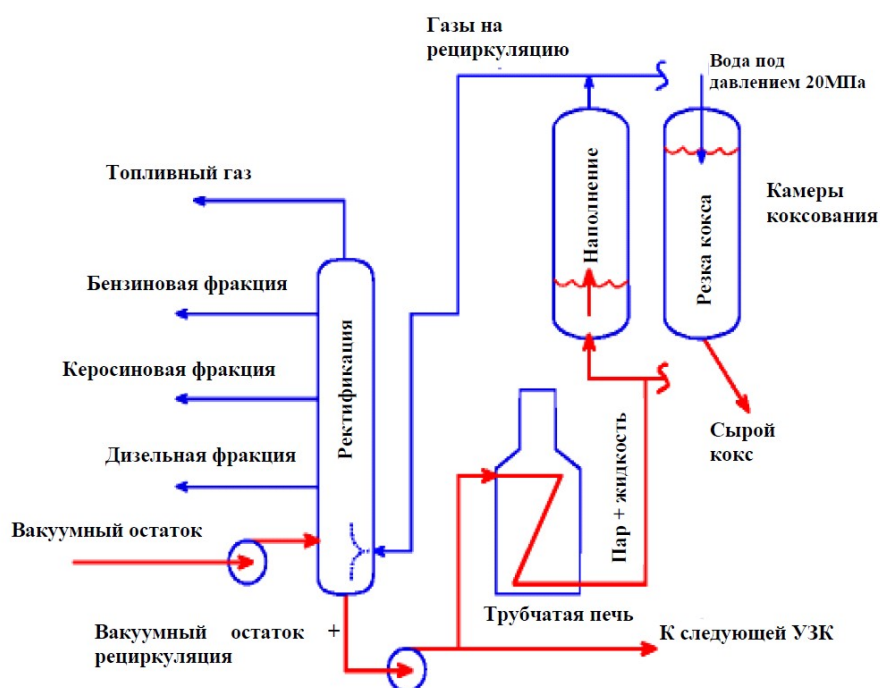 Газы на
рециркуляцию
Вода под
давлением 20МПа
Топливный газ
Наполнение
Резка кокса
Камеры
коксования
Бензиновая фракция
Ректификация
Керосиновая фракция
Сырой
кокс
Дизельная фракция
Пар + жидкость
Вакуумный остаток
Трубчатая печь
Вакуумный остаток +
рециркуляция
К следующей УЗК